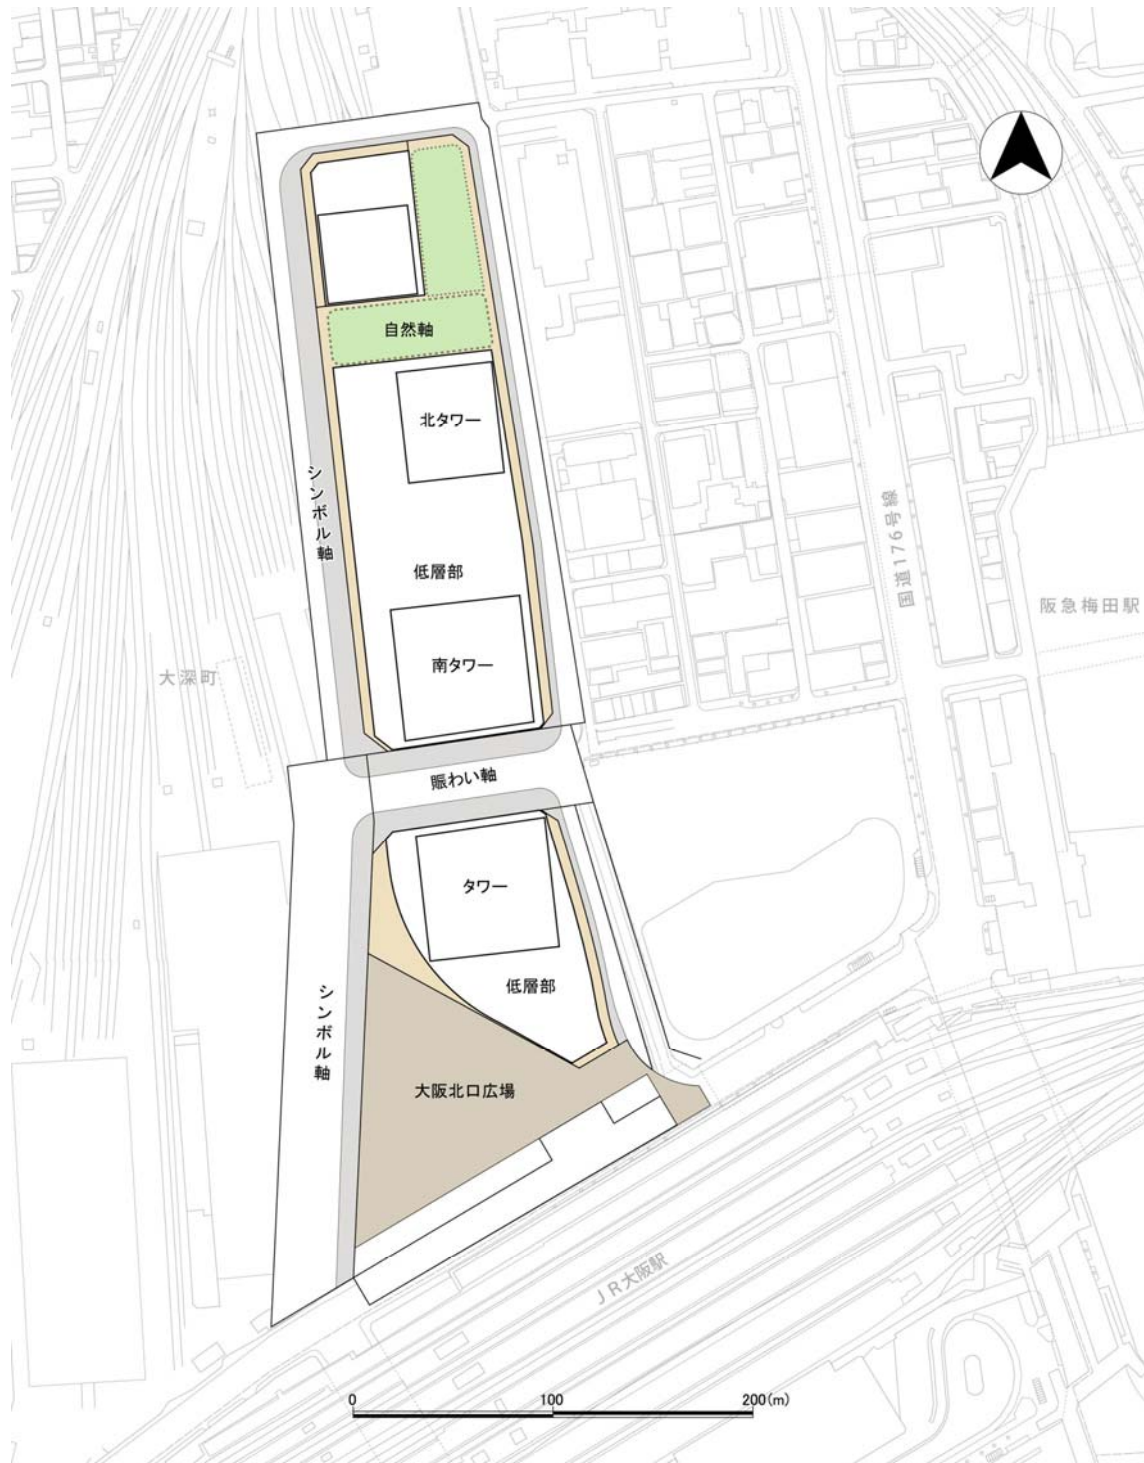 自然軸
北タワー
シンボル軸
国道176号線
低層部
阪急梅田駅
南タワー
大深町
賑わい軸
タワー
低層部
シンボル軸
大阪北口広場
JR大阪駅
0 100 200(m)